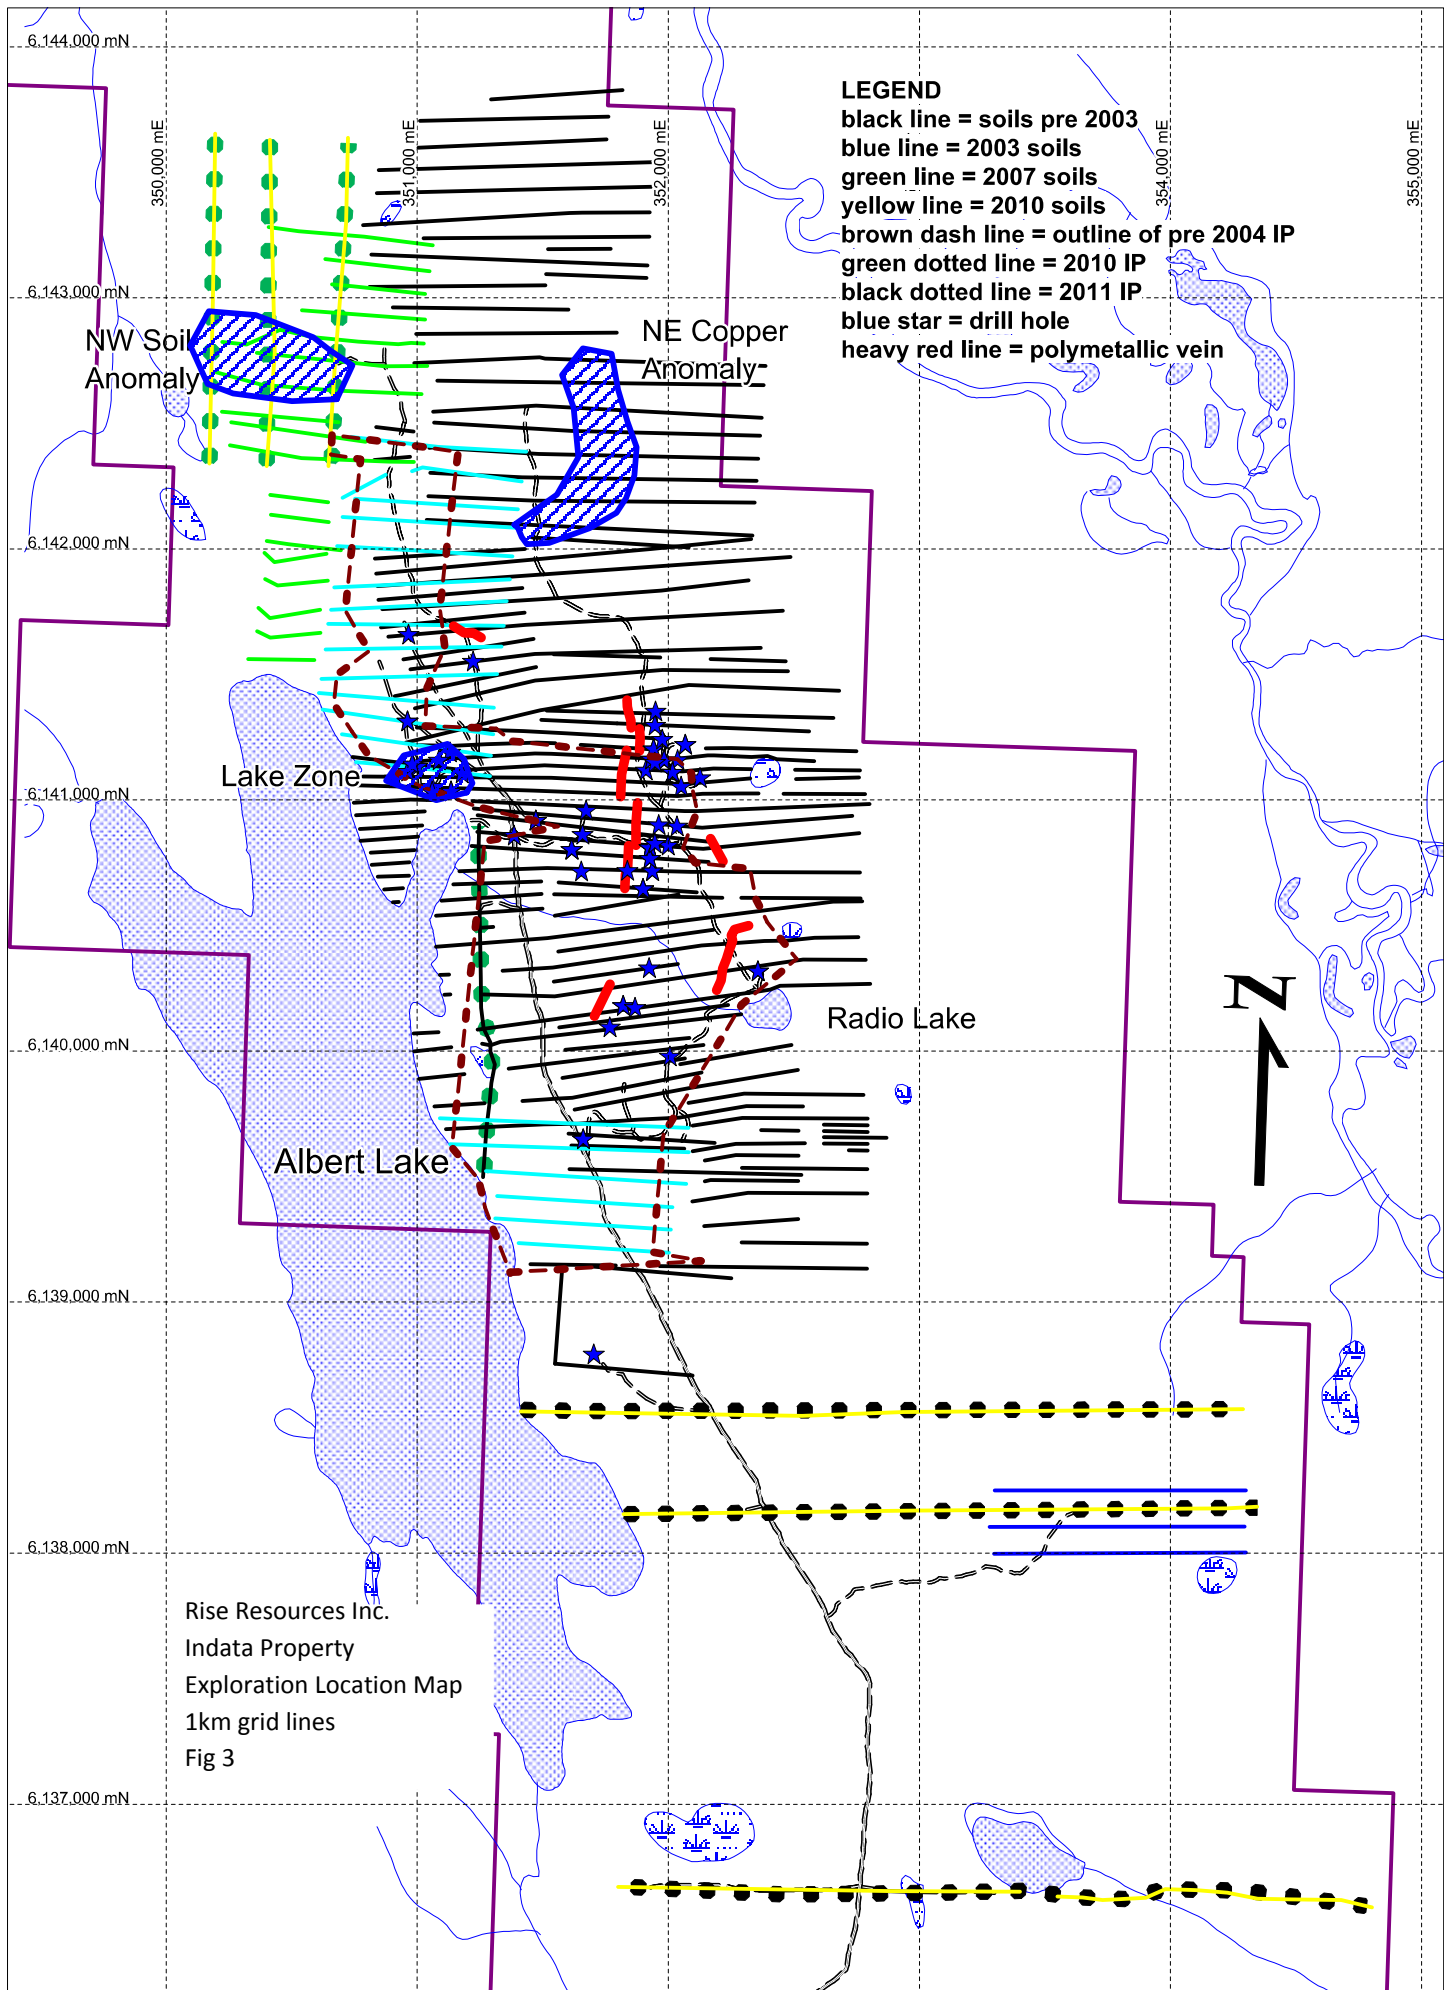 6,144,000 mN
LEGEND
black line = soils pre 2003
blue line = 2003 soils
green line = 2007 soils
yellow line = 2010 soils
brown dash line = outline of pre 2004 IP
green dotted line = 2010 IP
black dotted line = 2011 IP
blue star = drill hole
heavy red line = polymetallic vein
350,000 mE
351,000 mE
352,000 mE
354,000 mE
355,000 mE
6,143,000 mN
NW Soil
Anomaly
NE Copper
Anomaly
6,142,000 mN
Lake Zone
6,141,000 mN
N
Radio Lake
6,140,000 mN
Albert Lake
6,139,000 mN
6,138,000 mN
Rise Resources Inc.
Indata Property
Exploration Location Map
1km grid lines
Fig 3
6,137,000 mN